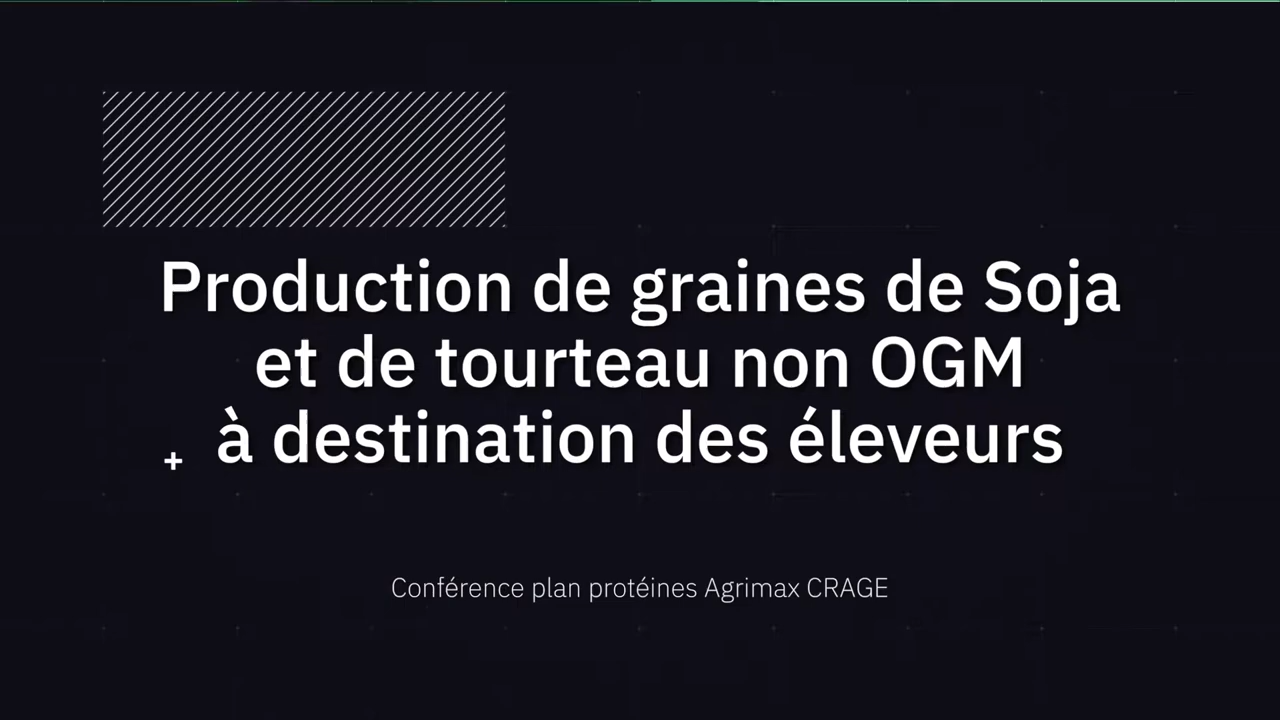 Production de graines de Soja
et de tourteau non OGM
à destination des éleveurs
Conférence plan protéines Agrimax CRAGE